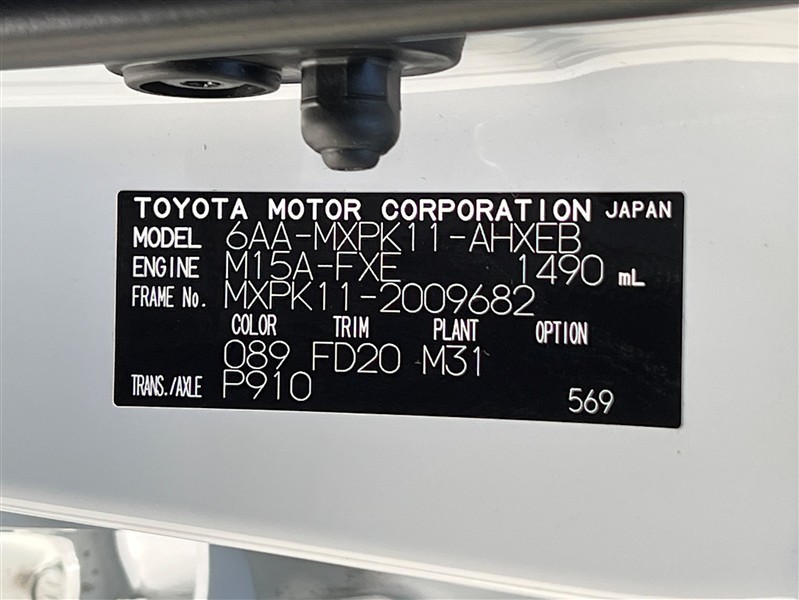 TOYOTA MOTOR CORPORATION JAPAN
MODEL 6AA-MXPK11-AHXEB
ENGINE M15A-FXE 1490 mL
FRAME No. MXPK11-2009682
COLOR TRIM PLANT OPTION
089 FD20 M31
TRANS./AXLE P910 569